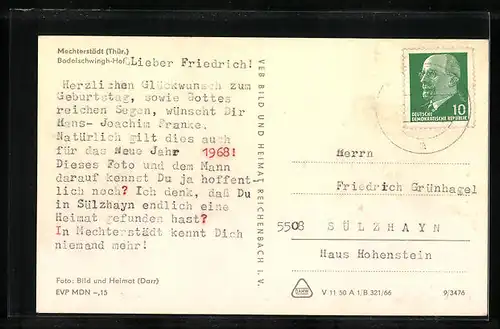 Mechterstädt (Thür.)
Bodelschwingh-Hof
Lieber Friedrich!
Herzlichen Glückwunsch zum
Geburtstag, sowie Gottes
reichen Segen, wünscht Dir
Hans- Joachim Franke.
Natürlich gilt dies auch
für das Neue Jahr 1968!
Dieses Foto und dem Mann
darauf kennst Du ja hoffent-
lich noch? Ich denk, daß Du
in Sülzhayn endlich eine
Heimat gefunden hast?
In Mechterstädt kennt Dich
niemand mehr!
Foto: Bild und Heimat (Darr)
EVP MDN –,15
VEB BILD UND HEIMAT REICHENBACH I. V.
10
DEUTSCHE
DEMOKRATISCHE REPUBLIK
a
Herrn
Friedrich Grünhagel
5508 SÜLZHAYN
Haus Hohenstein
V 11 50 A 1, B 321/66
9/3476